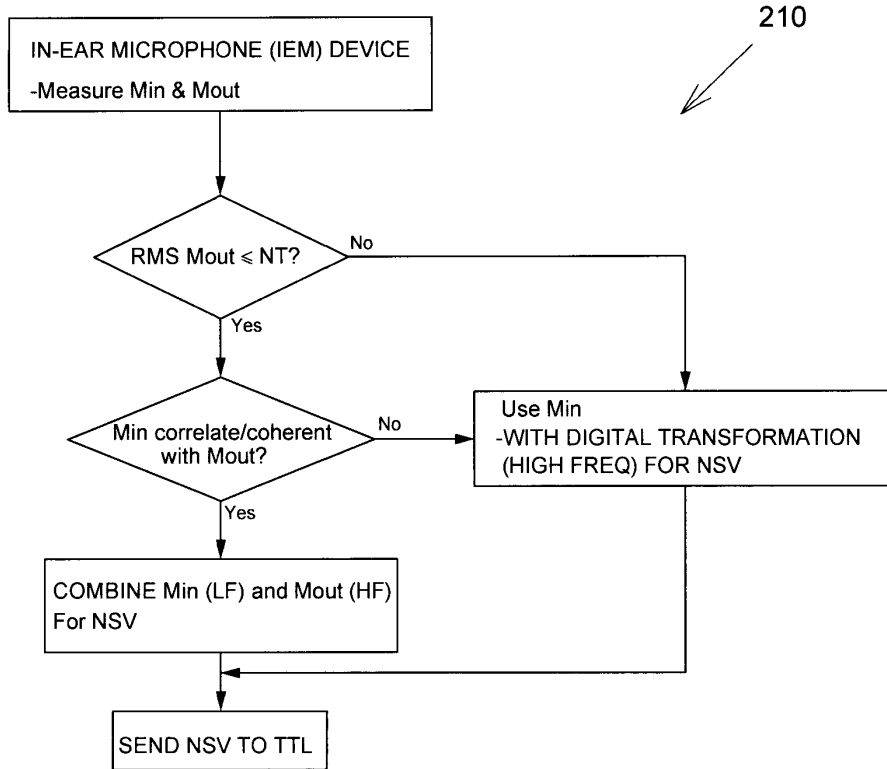 210
IN-EAR MICROPHONE (IEM) DEVICE
-Measure Min & Mout
RMS Mout ⩽ NT?
No
Yes
Min correlate/coherent
with Mout?
No
Yes
Use Min
-WITH DIGITAL TRANSFORMATION
(HIGH FREQ) FOR NSV
COMBINE Min (LF) and Mout (HF)
For NSV
SEND NSV TO TTL